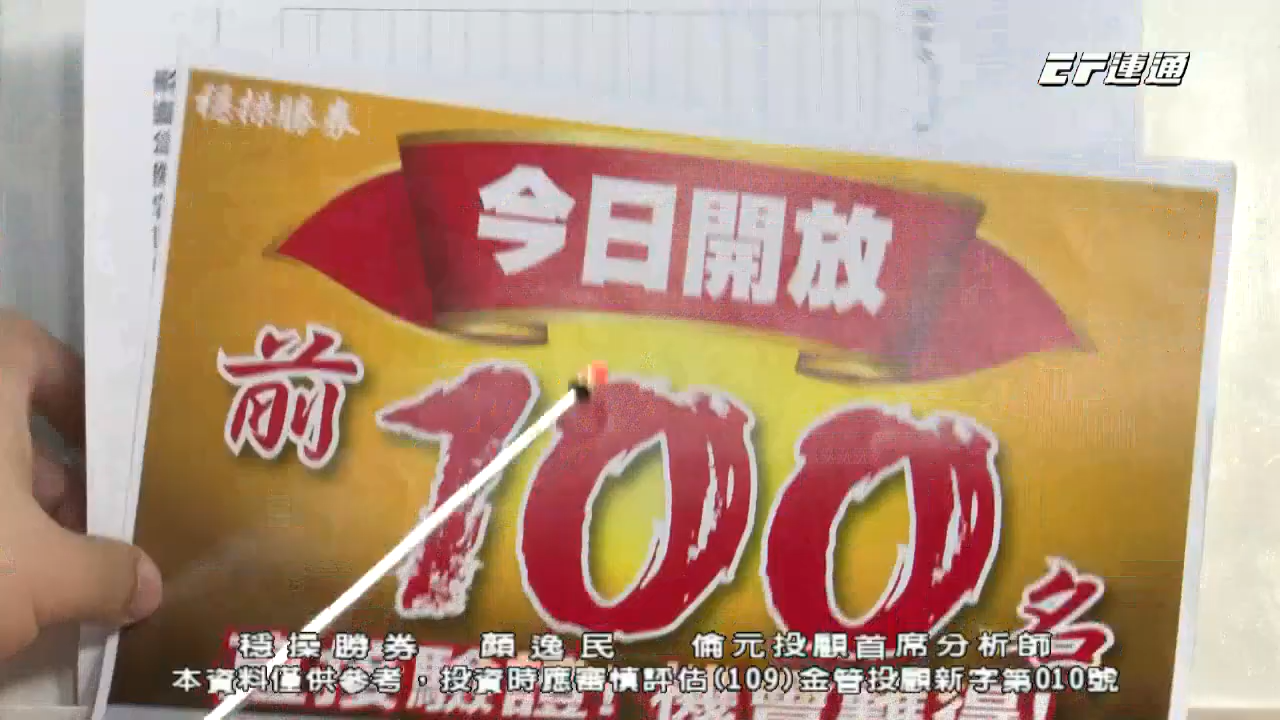 EF運通
穩操勝券
今日開放
前100名
穩操勝券 顏逸民 倫元投顧首席分析師
本資料僅供參考，投資時應審慎評估(109)金管投顧新字第010號